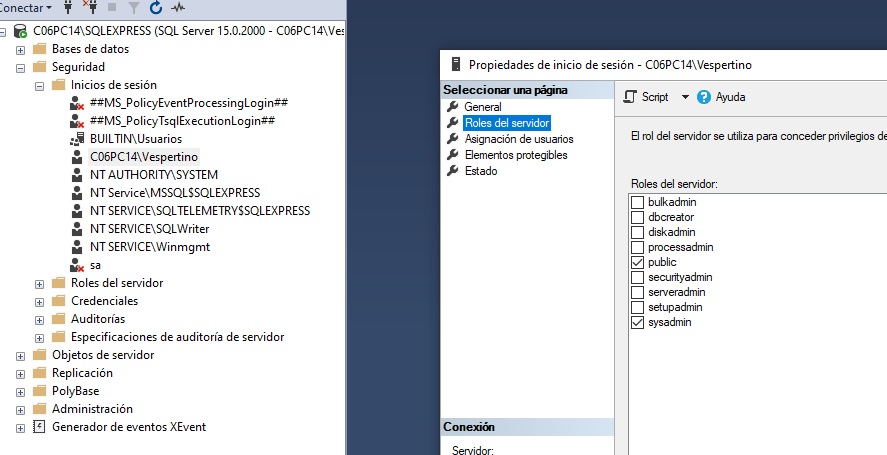 Conectar
C06PC14\SQLEXPRESS (SQL Server 15.0.2000 - C06PC14\Ves
Bases de datos
Seguridad
Inicios de sesión
##MS_PolicyEventProcessingLogin##
##MS_PolicyTsqlExecutionLogin##
BUILTIN\Usuarios
C06PC14\Vespertino
NT AUTHORITY\SYSTEM
NT Service\MSSQL$SQLEXPRESS
NT SERVICE\SQLTELEMETRY$SQLEXPRESS
NT SERVICE\SQLWriter
NT SERVICE\Winmgmt
sa
Roles del servidor
Credenciales
Auditorías
Especificaciones de auditoría de servidor
Objetos de servidor
Replicación
PolyBase
Administración
Generador de eventos XEvent
Propiedades de inicio de sesión - C06PC14\Vespertino
Seleccionar una página
General
Roles del servidor
Asignación de usuarios
Elementos protegibles
Estado
Conexión
Servidor:
Script
Ayuda
El rol del servidor se utiliza para conceder privilegios de
Roles del servidor:
bulkadmin
dbcreator
diskadmin
processadmin
public
securityadmin
serveradmin
setupadmin
sysadmin